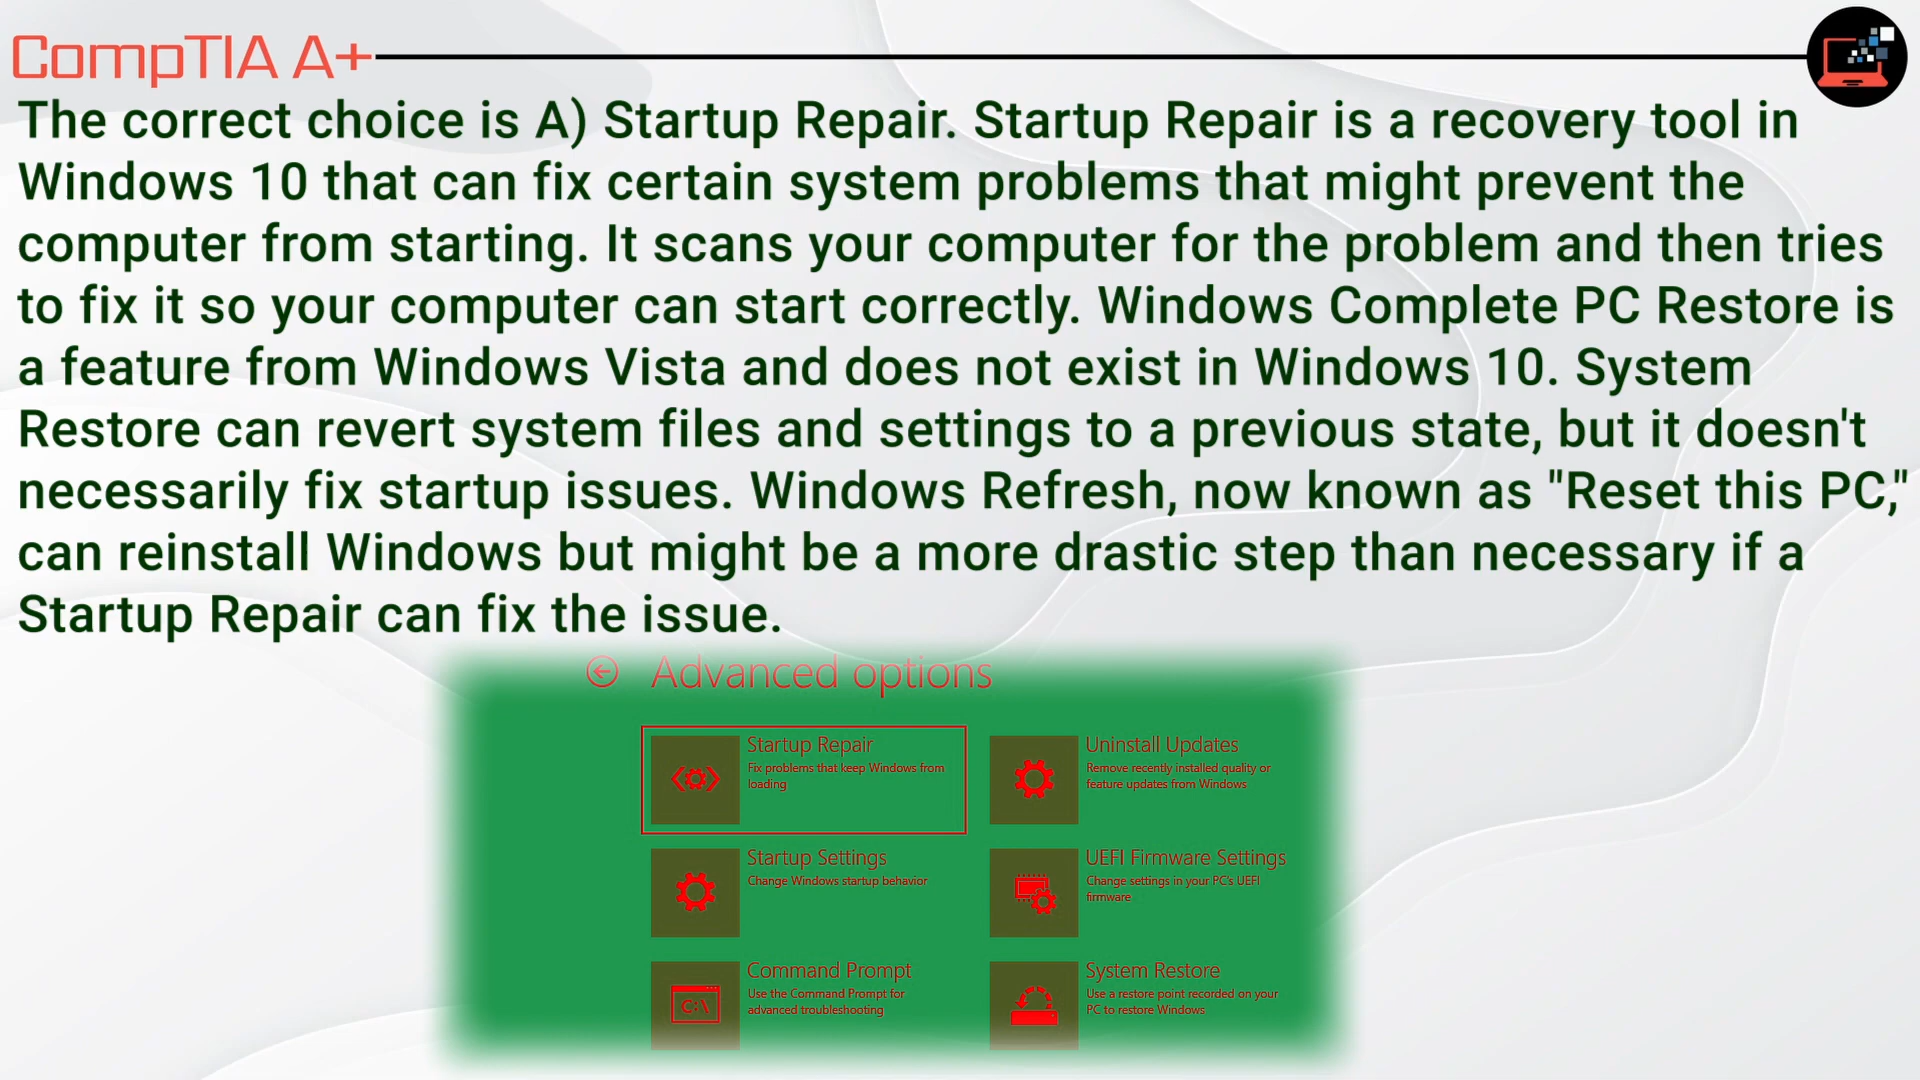 CompTIA A+
The correct choice is A) Startup Repair. Startup Repair is a recovery tool in
Windows 10 that can fix certain system problems that might prevent the
computer from starting. It scans your computer for the problem and then tries
to fix it so your computer can start correctly. Windows Complete PC Restore is
a feature from Windows Vista and does not exist in Windows 10. System
Restore can revert system files and settings to a previous state, but it doesn't
necessarily fix startup issues. Windows Refresh, now known as "Reset this PC,"
can reinstall Windows but might be a more drastic step than necessary if a
Startup Repair can fix the issue.
Advanced options
Startup Repair
Fix problems that keep Windows from
loading
Uninstall Updates
Remove recently installed quality or
feature updates from Windows
Startup Settings
Change Windows startup behavior
UEFI Firmware Settings
Change settings in your PC's UEFI
firmware
Command Prompt
Use the Command Prompt for
advanced troubleshooting
C:\
System Restore
Use a restore point recorded on your
PC to restore Windows